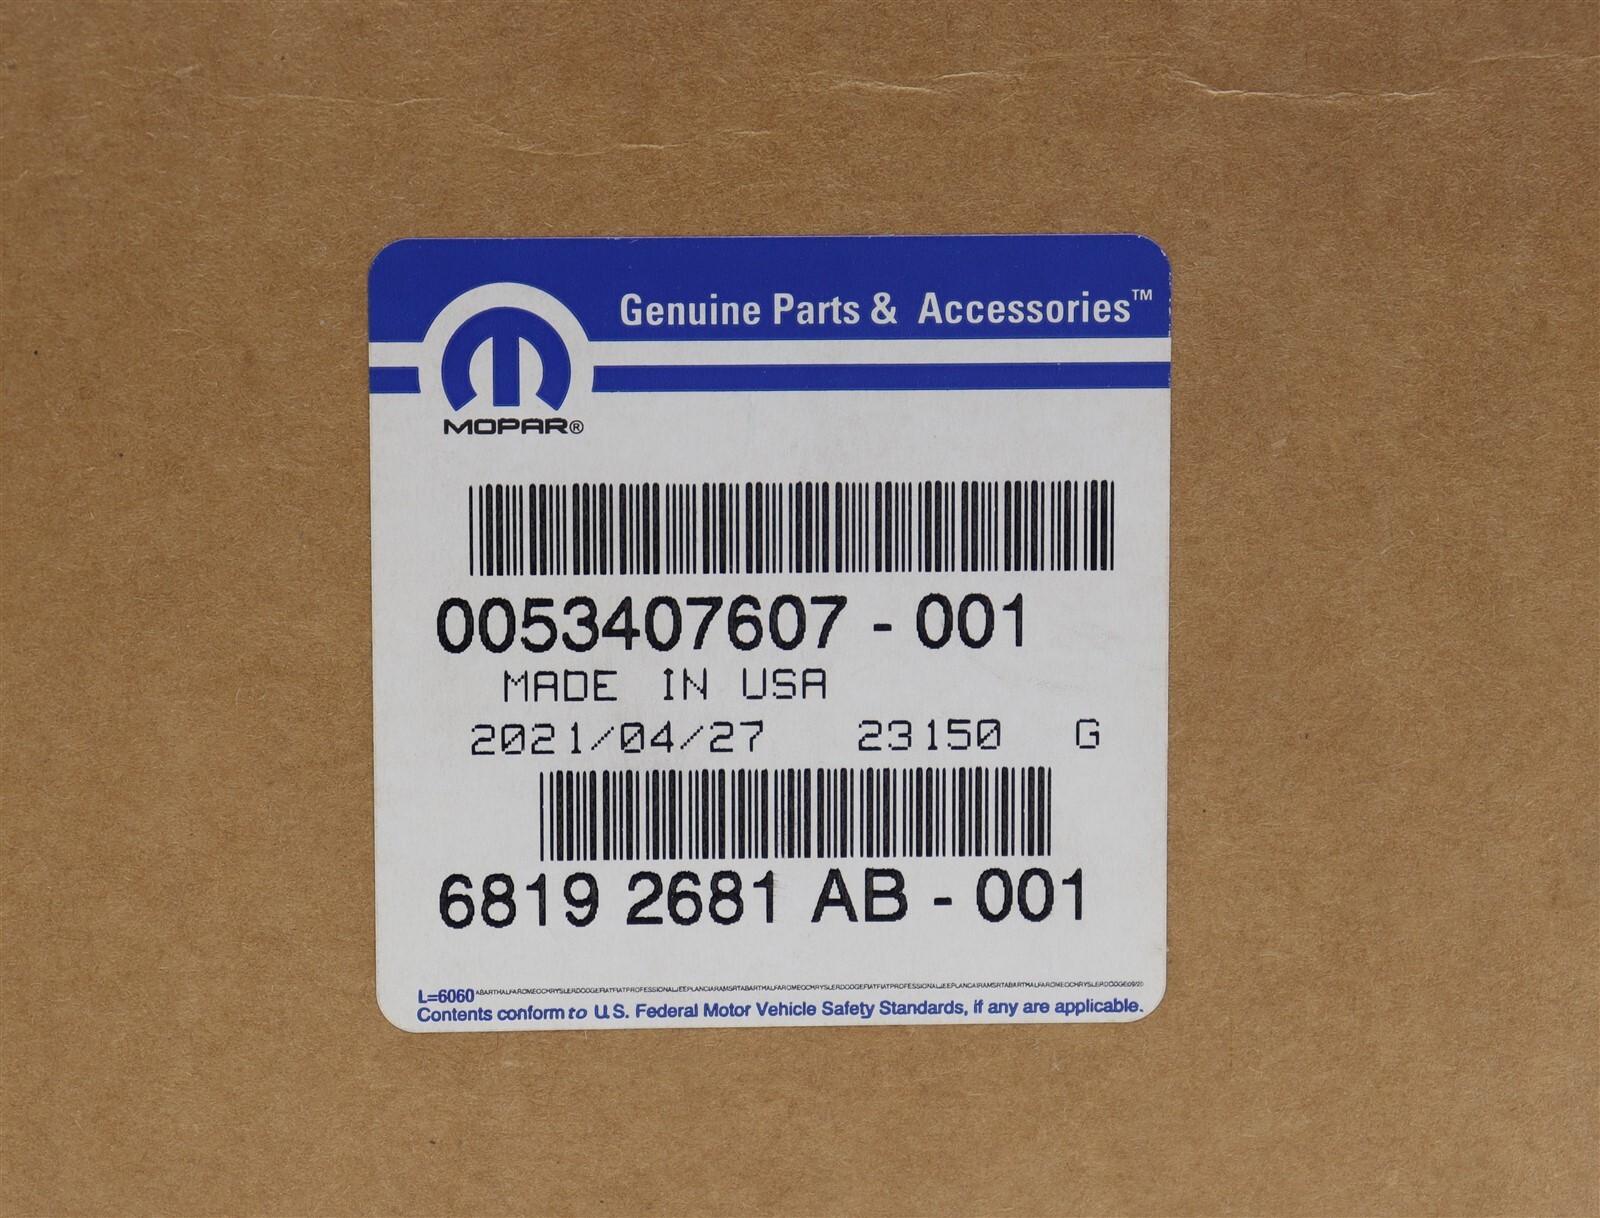 Genuine Parts & Accessories™
MOPAR®
0053407607 - 001
MADE IN USA
2021/04/27 23150 G
6819 2681 AB - 001
L=6060
Contents conform to U.S. Federal Motor Vehicle Safety Standards, if any are applicable.